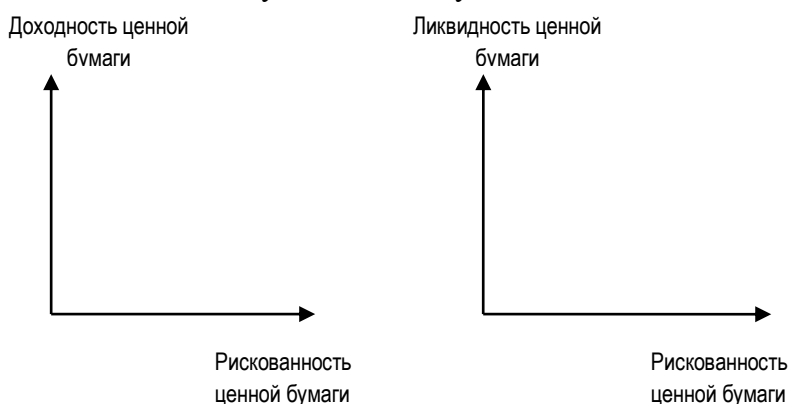 Доходность ценной
бумаги
Ликвидность ценной
бумаги
Рискованность
ценной бумаги
Рискованность
ценной бумаги